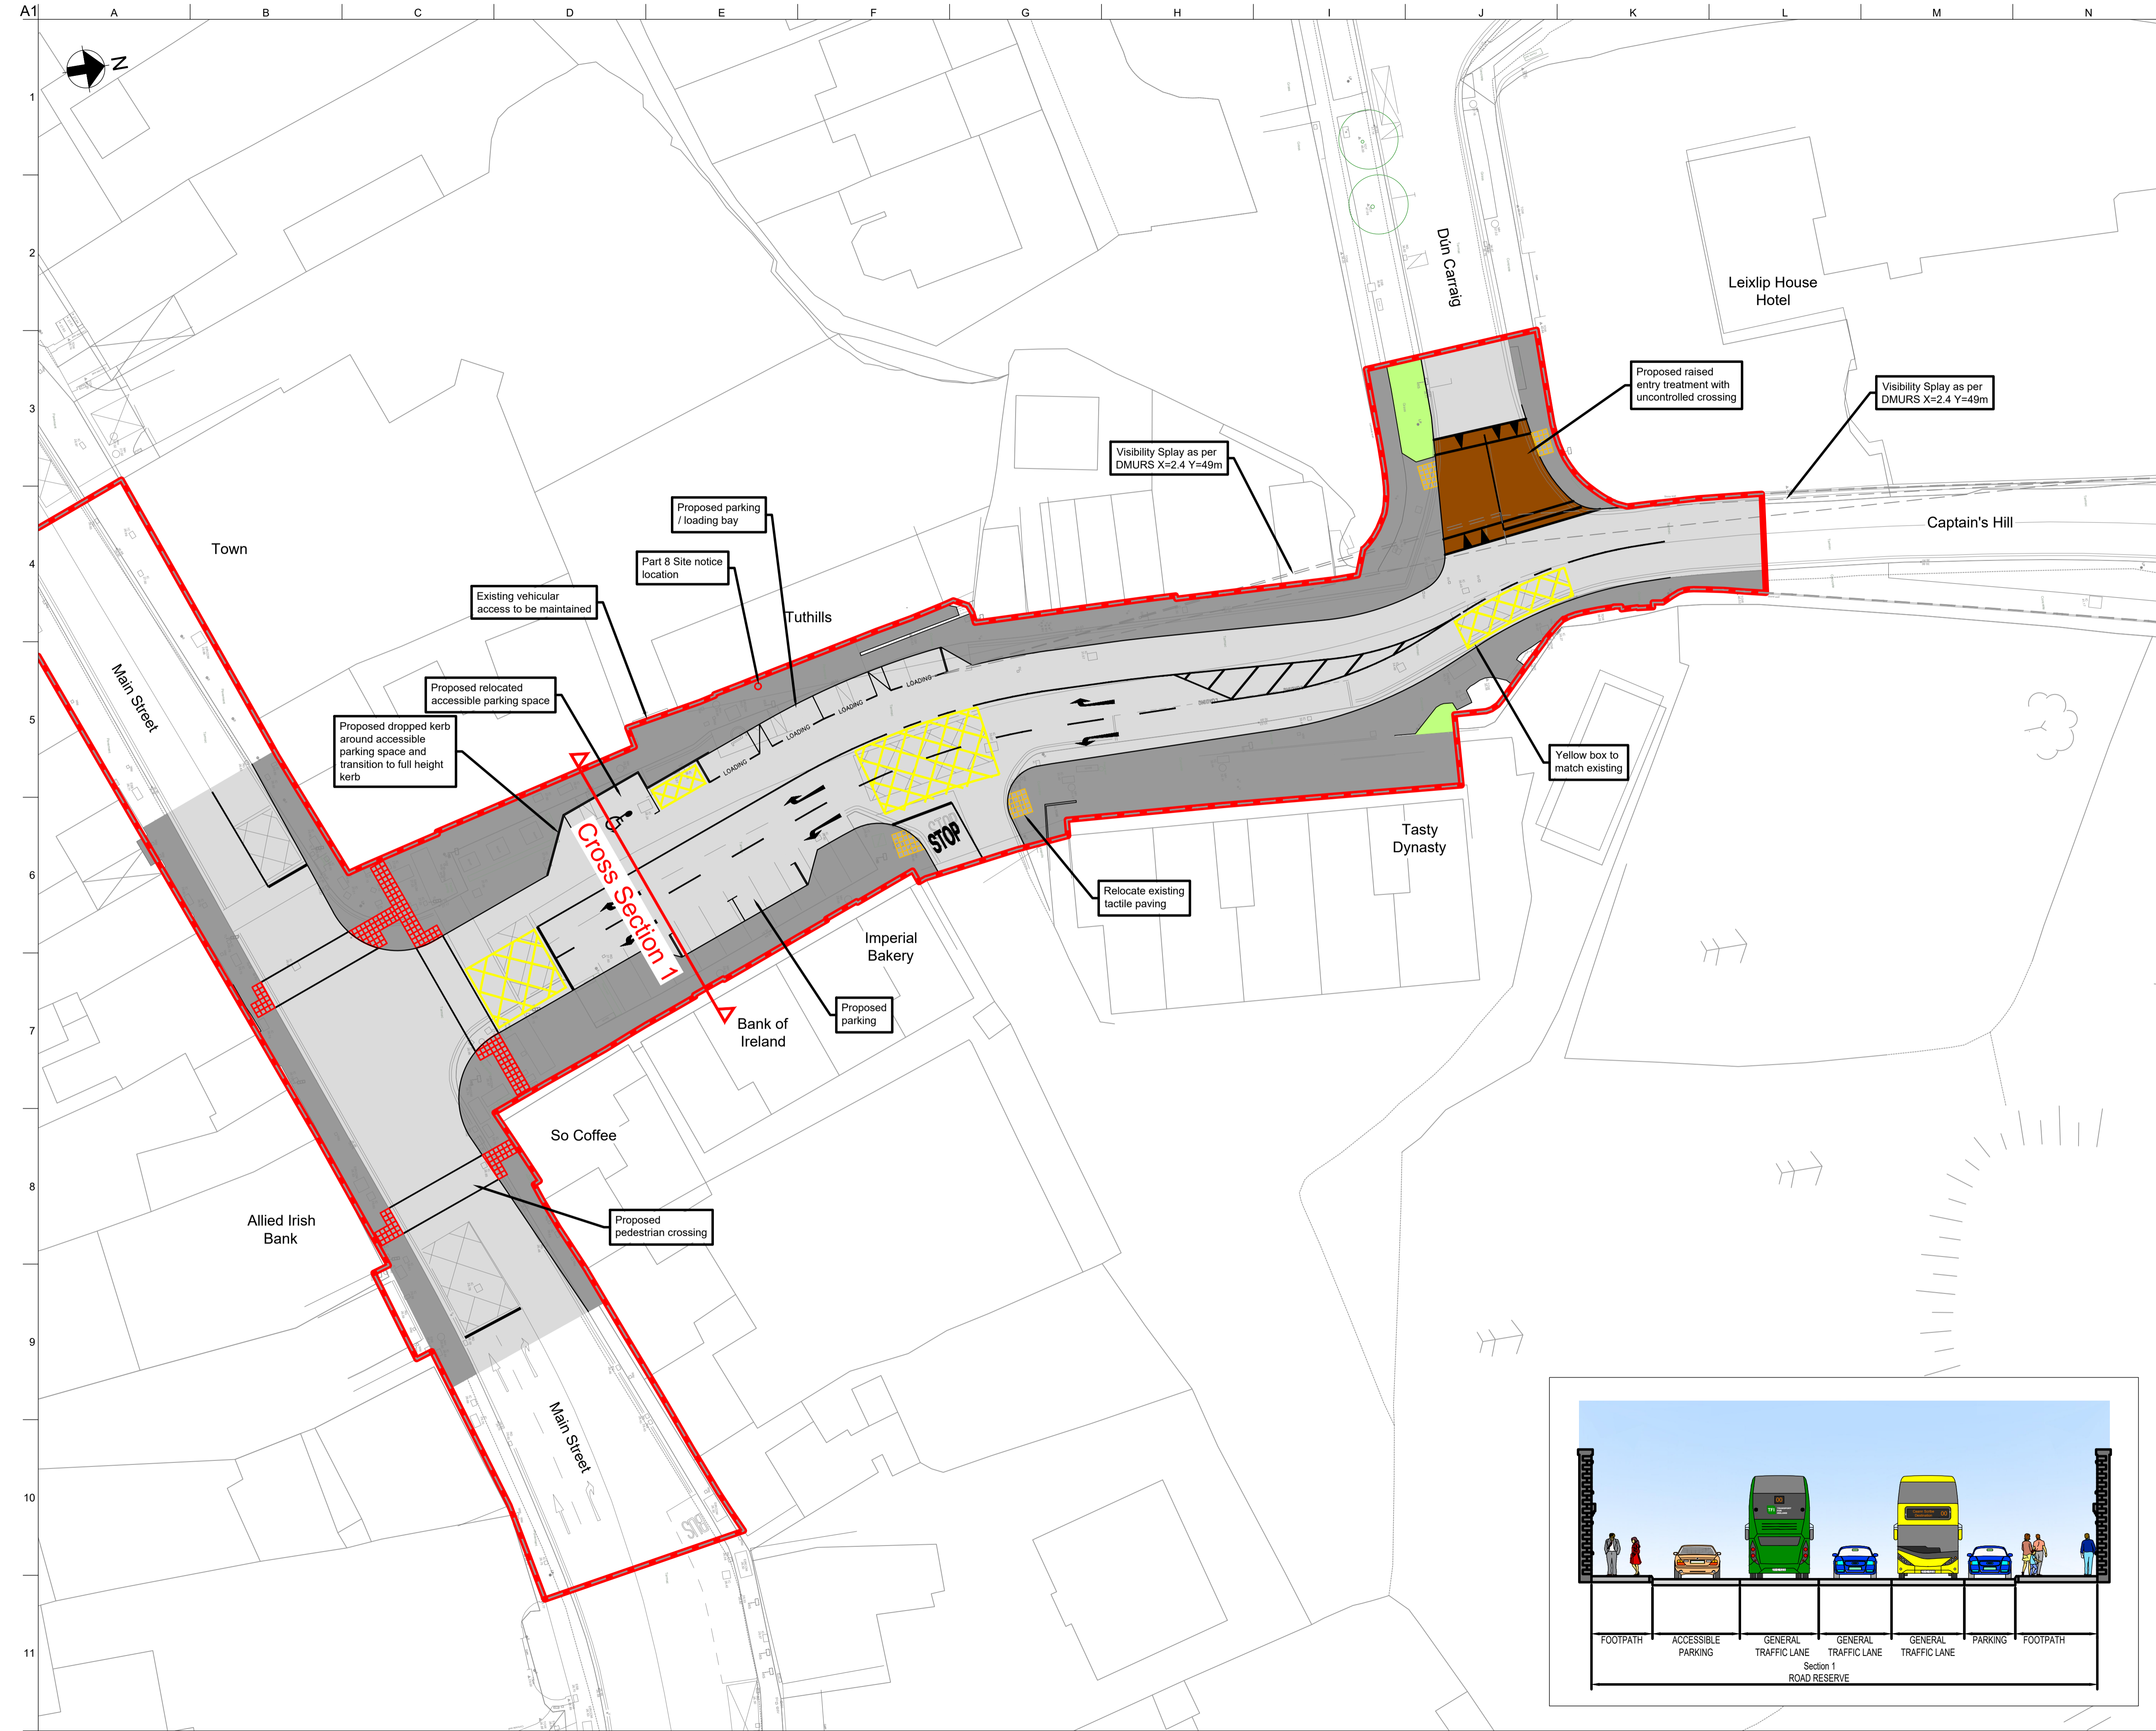 A1
A
B
C
D
E
F
G
H
I
J
K
L
M
N
1
2
3
4
5
6
7
8
9
10
11
N
Dún Carraig
Leixlip House
Hotel
Proposed raised
entry treatment with
uncontrolled crossing
Visibility Splay as per
DMURS X=2.4 Y=49m
Visibility Splay as per
DMURS X=2.4 Y=49m
Captain's Hill
Proposed parking
/ loading bay
Town
Part 8 Site notice
location
Existing vehicular
access to be maintained
Tuthills
Proposed relocated
accessible parking space
Main Street
Proposed dropped kerb
around accessible
parking space and
transition to full height
kerb
LOADING
LOADING
LOADING
LOADING
Yellow box to
match existing
Cross Section 1
STOP
STOP
Tasty
Dynasty
Relocate existing
tactile paving
Imperial
Bakery
Proposed
parking
Bank of
Ireland
So Coffee
Allied Irish
Bank
Proposed
pedestrian crossing
Main Street
BUS
00
TFI
00
FOOTPATH
ACCESSIBLE
PARKING
GENERAL
TRAFFIC LANE
GENERAL
TRAFFIC LANE
GENERAL
TRAFFIC LANE
PARKING
FOOTPATH
Section 1
ROAD RESERVE